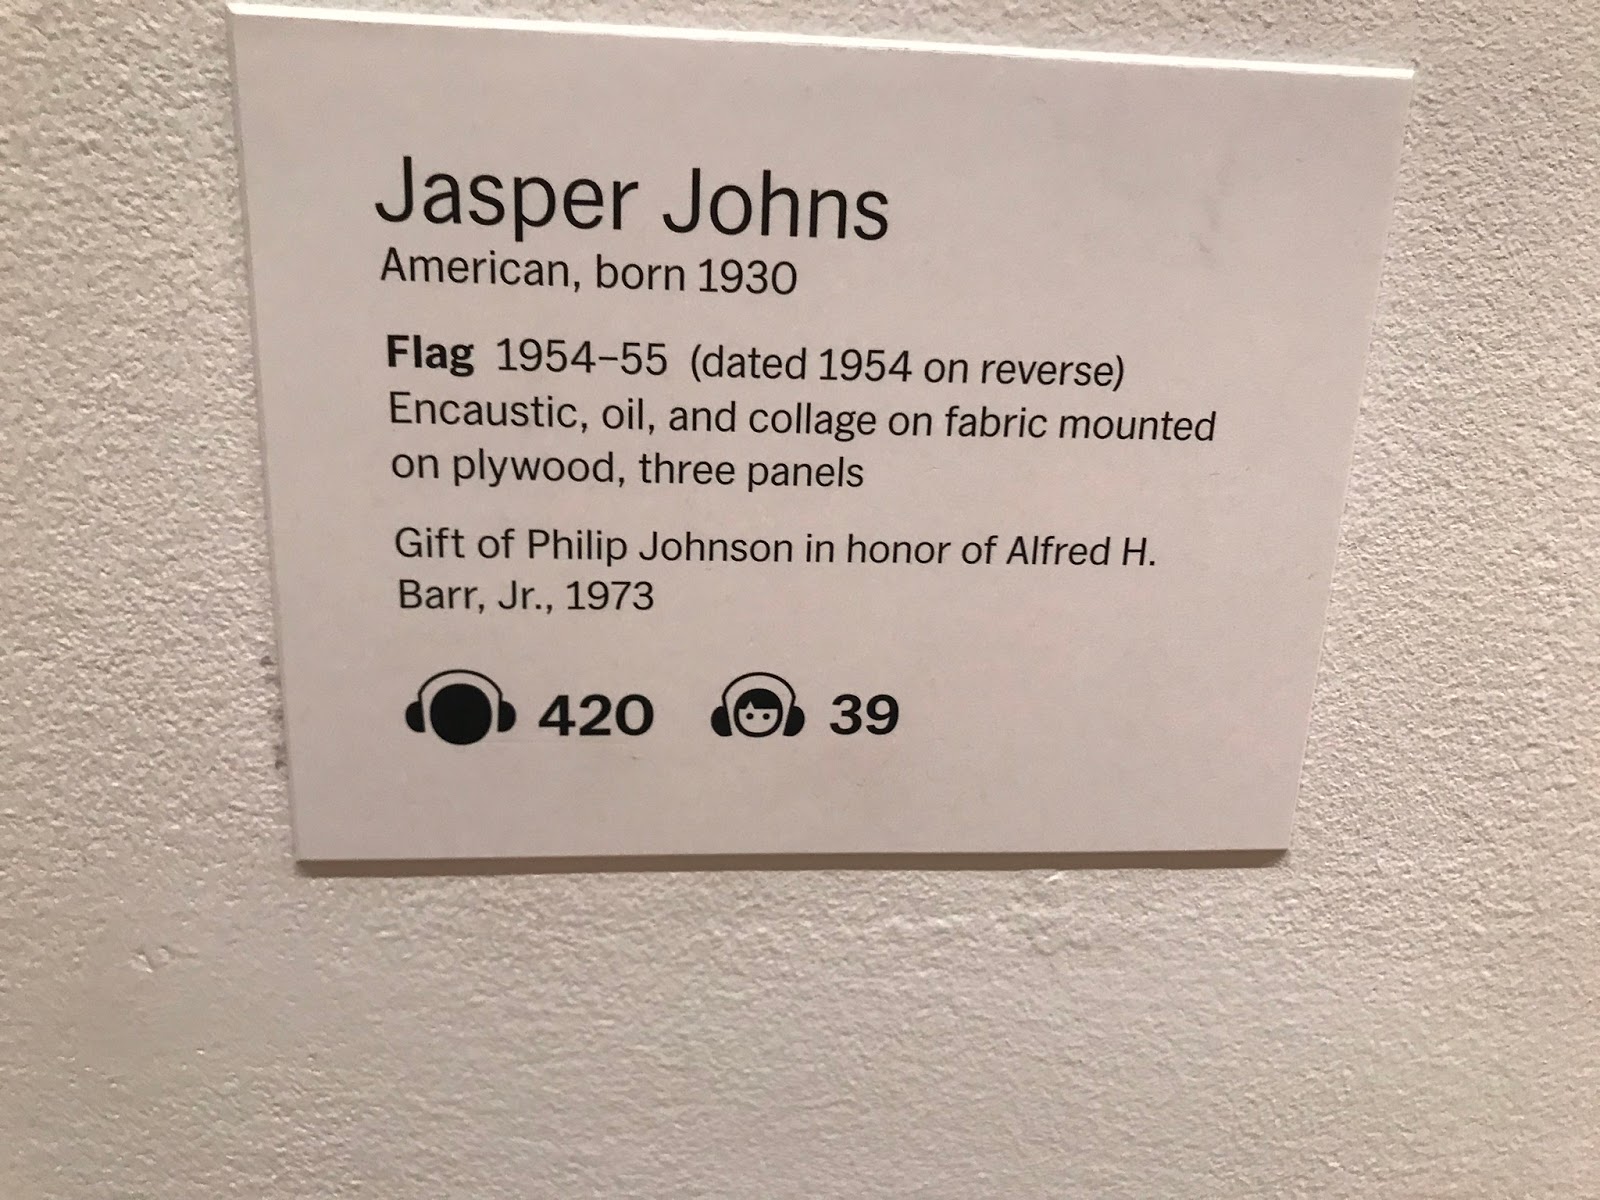 Jasper Johns
American, born 1930
Flag 1954–55 (dated 1954 on reverse)
Encaustic, oil, and collage on fabric mounted
on plywood, three panels
Gift of Philip Johnson in honor of Alfred H.
Barr, Jr., 1973
420 39